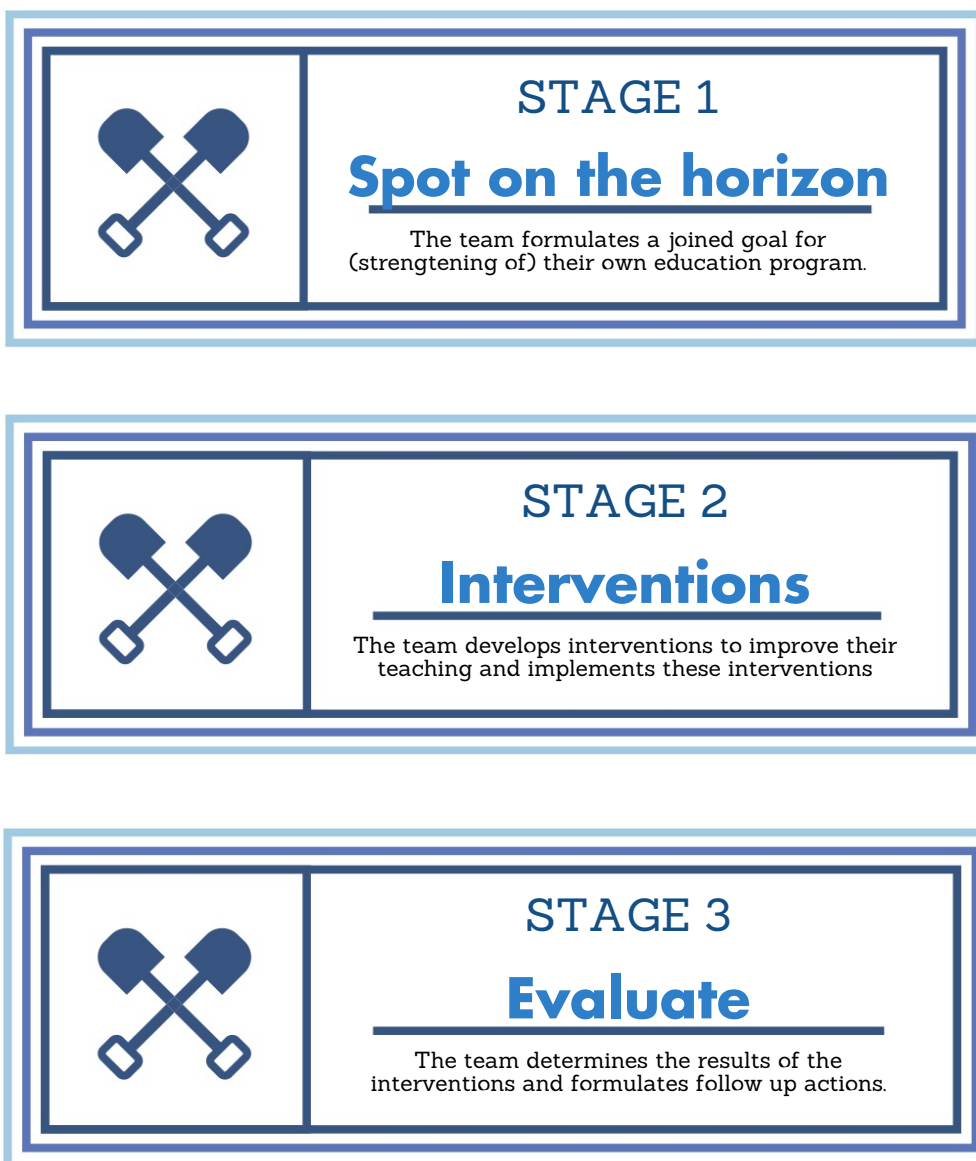 STAGE 1
Spot on the horizon
The team formulates a joined goal for
(strengtening of) their own education program.
STAGE 2
Interventions
The team develops interventions to improve their
teaching and implements these interventions
STAGE 3
Evaluate
The team determines the results of the
interventions and formulates follow up actions.